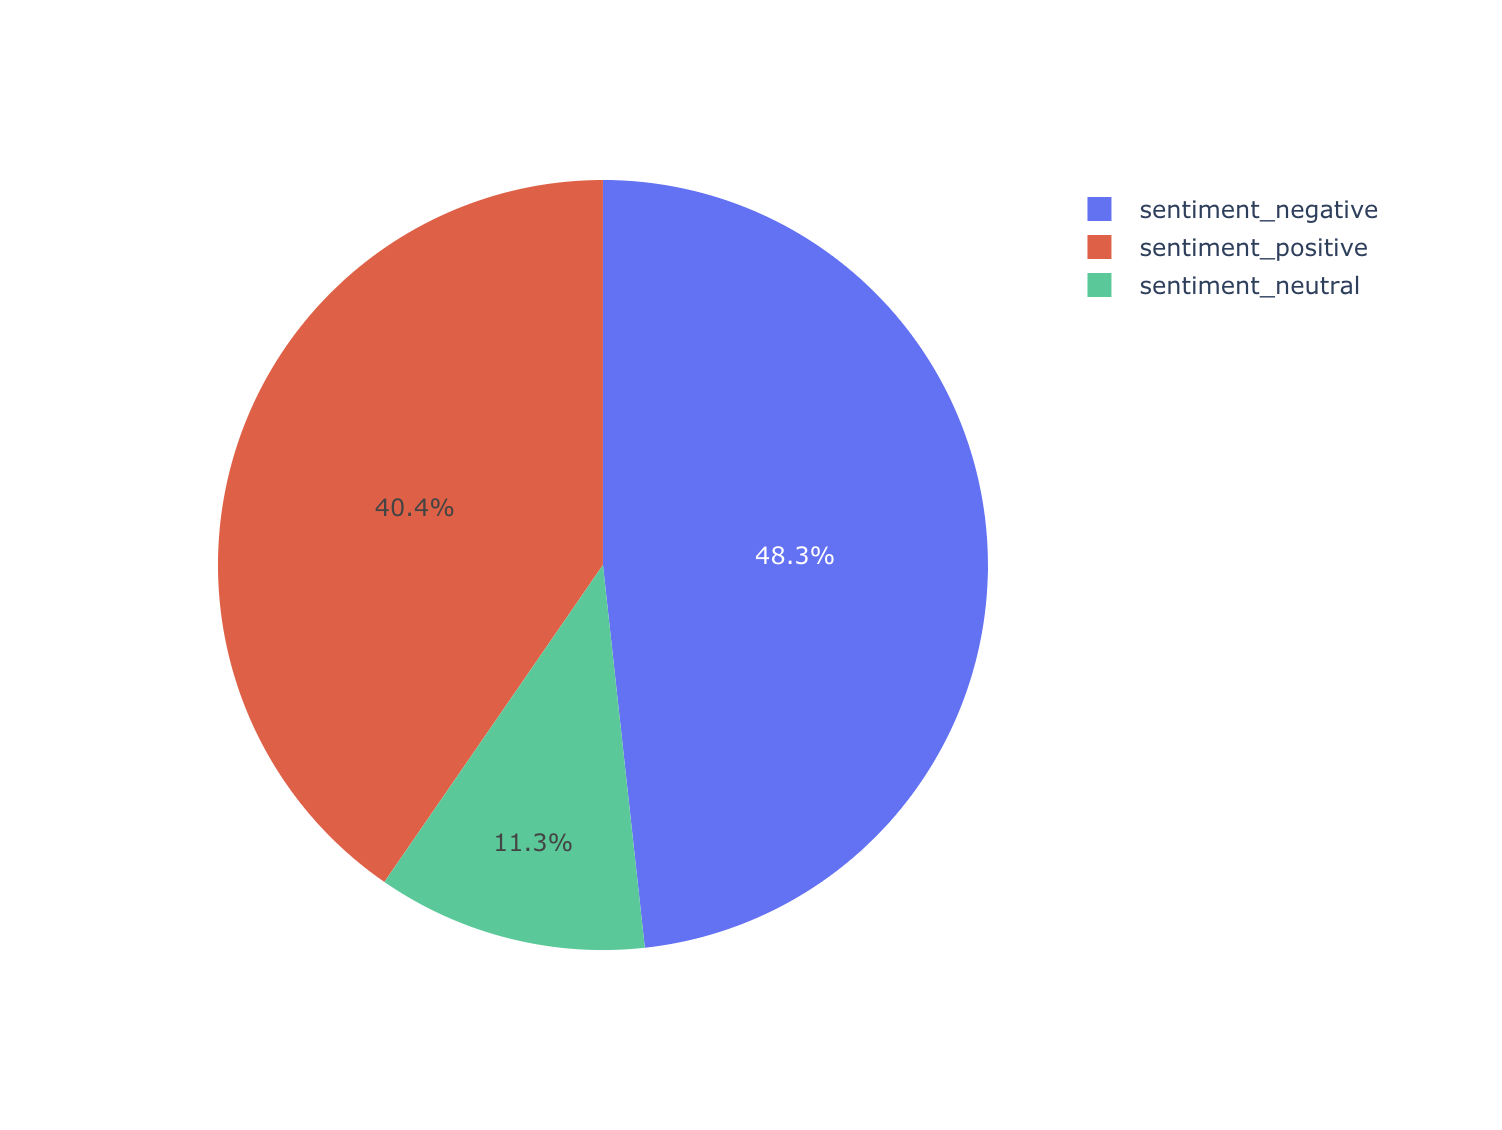 sentiment_negative
sentiment_positive
sentiment_neutral
40.4%
48.3%
11.3%